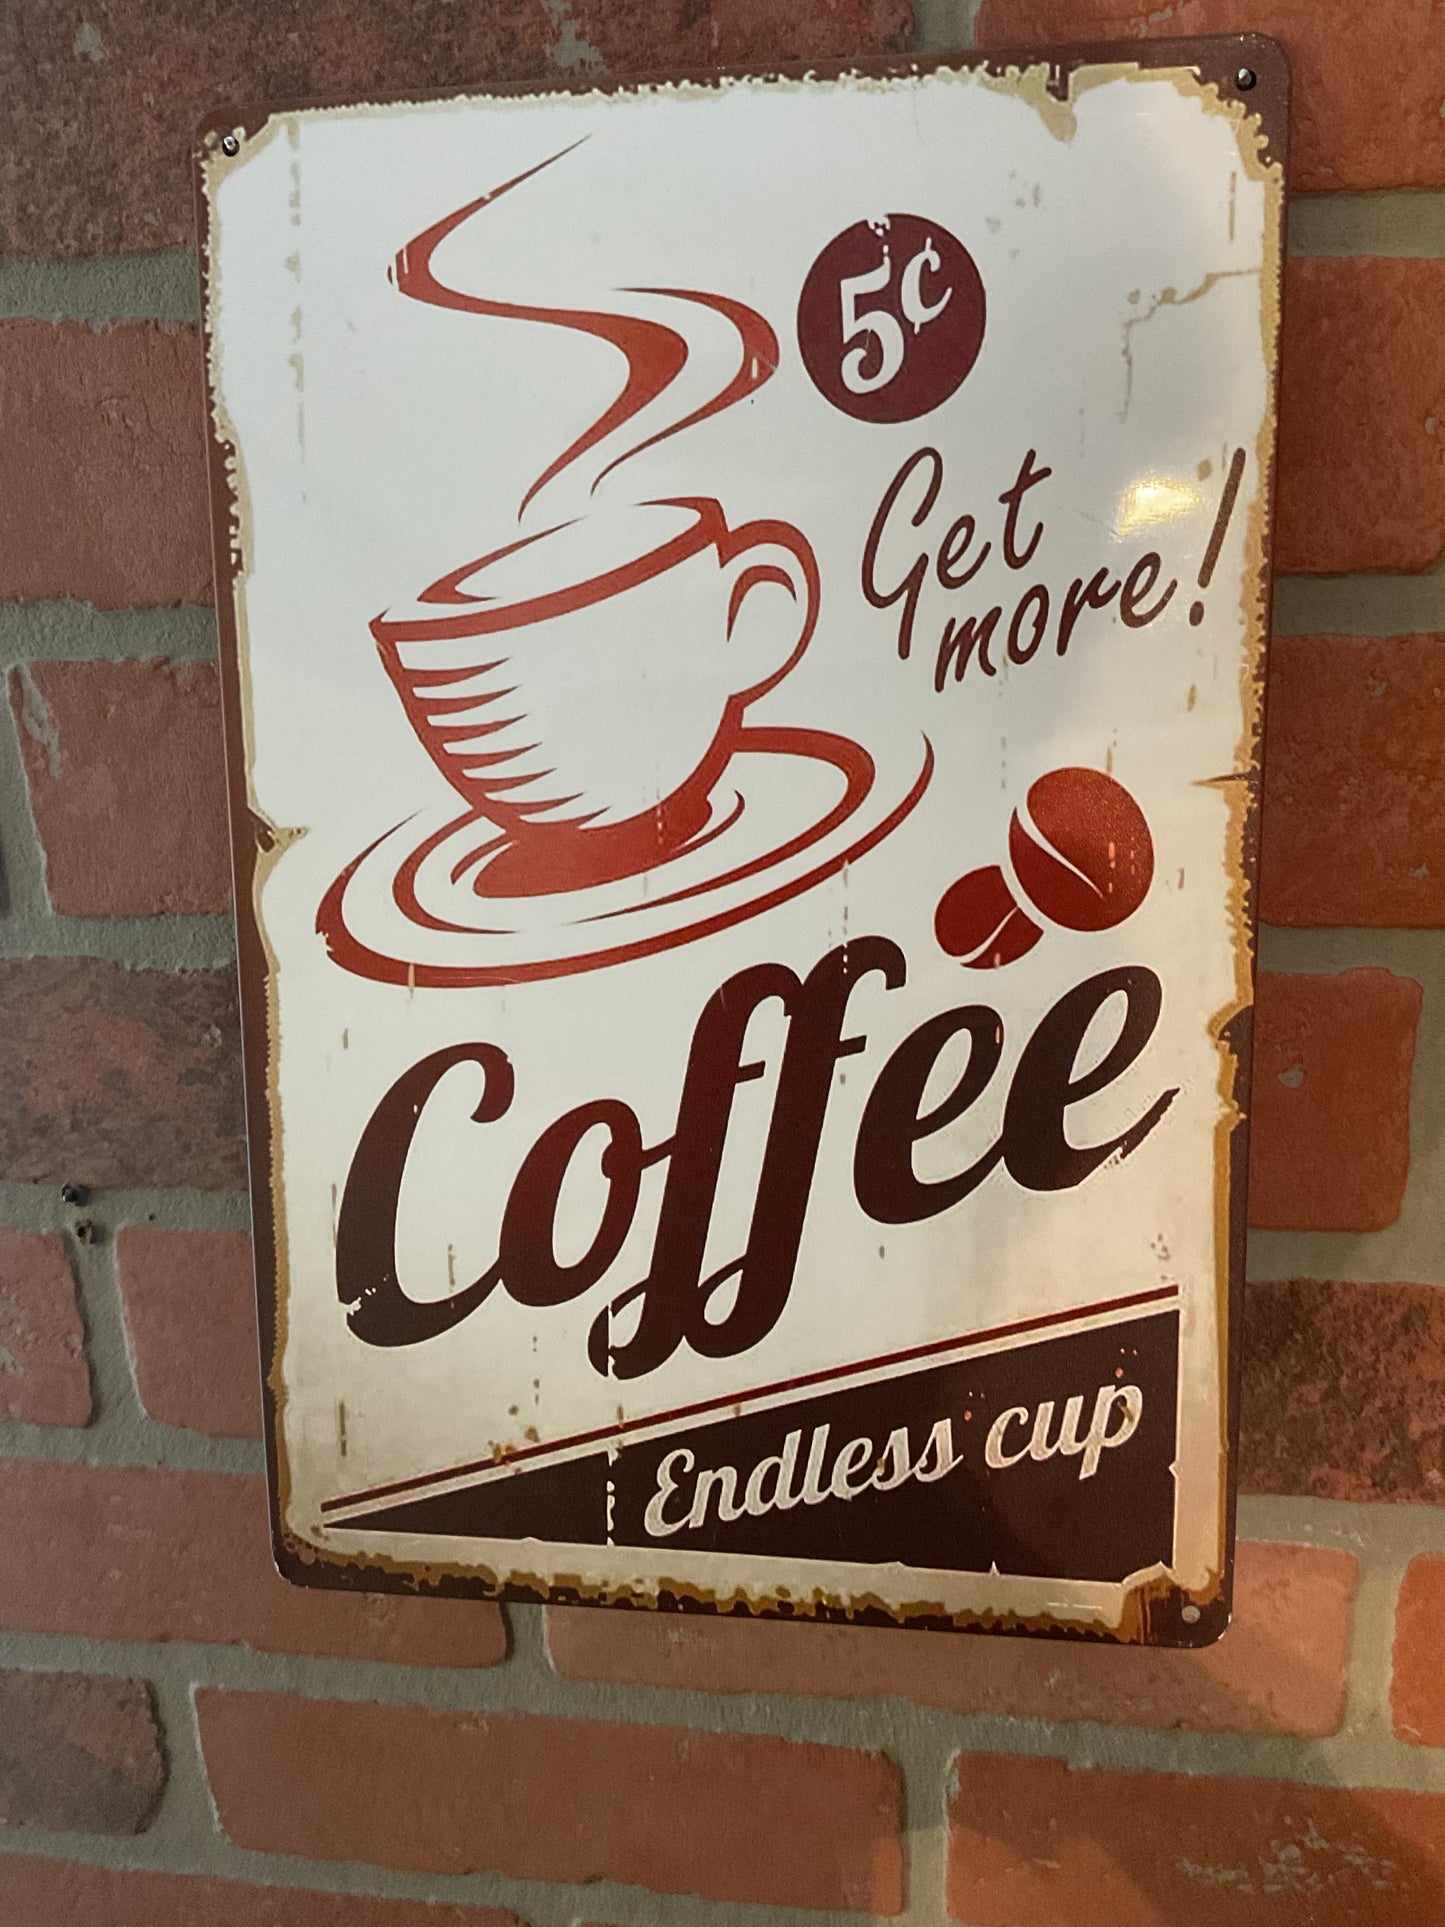 5¢
Get
more!
Coffee
Endless cup